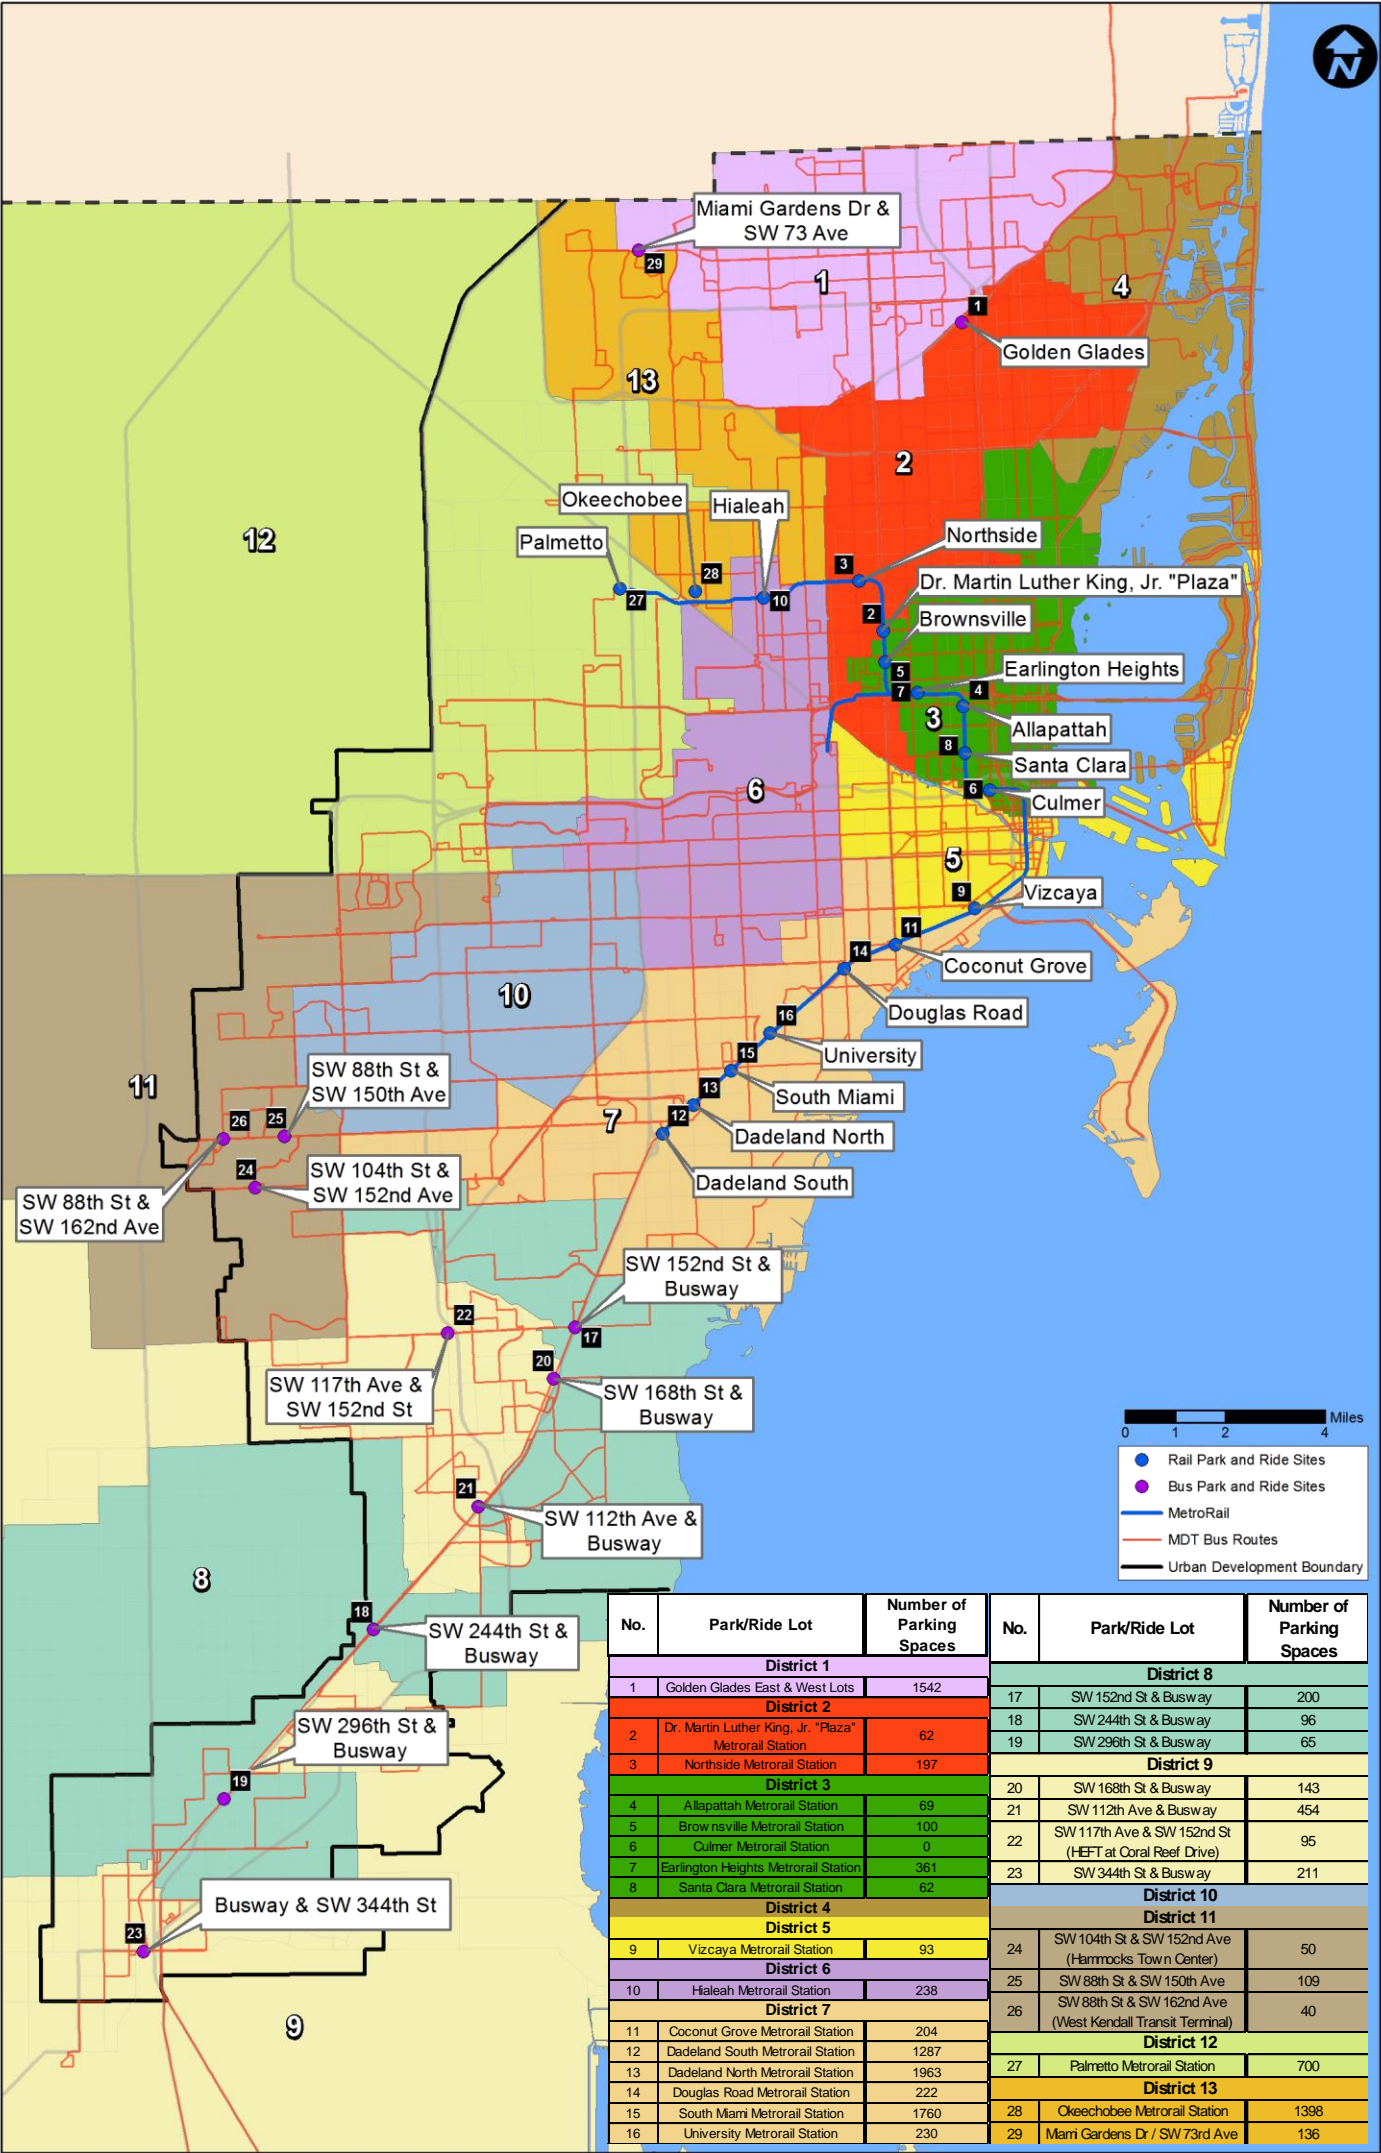 N
Miami Gardens Dr &
SW 73 Ave
29
1
4
1
Golden Glades
13
2
12
Okeechobee
Hialeah
Palmetto
Northside
3
28
27
10
Dr. Martin Luther King, Jr. "Plaza"
2
Brownsville
5
Earlington Heights
7
4
3
Allapattah
8
Santa Clara
6
6
Culmer
5
9
Vizcaya
11
14
Coconut Grove
10
Douglas Road
16
University
15
South Miami
13
12
Dadeland North
Dadeland South
7
11
SW 88th St &
SW 150th Ave
26
25
24
SW 104th St &
SW 152nd Ave
SW 88th St &
SW 162nd Ave
SW 152nd St &
Busway
22
17
20
SW 117th Ave &
SW 152nd St
SW 168th St &
Busway
21
SW 112th Ave &
Busway
8
18
SW 244th St &
Busway
SW 296th St &
Busway
19
Busway & SW 344th St
23
9
Miles
0 1 2 4
Rail Park and Ride Sites
Bus Park and Ride Sites
MetroRail
MDT Bus Routes
Urban Development Boundary
No. Park/Ride Lot Number of Parking Spaces
District 1
1 Golden Glades East & West Lots 1542
District 2
2 Dr. Martin Luther King, Jr. "Plaza" Metrorail Station 62
3 Northside Metrorail Station 197
District 3
4 Allapattah Metrorail Station 69
5 Brownsville Metrorail Station 100
6 Culmer Metrorail Station 0
7 Earlington Heights Metrorail Station 361
8 Santa Clara Metrorail Station 62
District 4
District 5
9 Vizcaya Metrorail Station 93
District 6
10 Hialeah Metrorail Station 238
District 7
11 Coconut Grove Metrorail Station 204
12 Dadeland South Metrorail Station 1287
13 Dadeland North Metrorail Station 1963
14 Douglas Road Metrorail Station 222
15 South Miami Metrorail Station 1760
16 University Metrorail Station 230
No. Park/Ride Lot Number of Parking Spaces
District 8
17 SW 152nd St & Busway 200
18 SW 244th St & Busway 96
19 SW 296th St & Busway 65
District 9
20 SW 168th St & Busway 143
21 SW 112th Ave & Busway 454
22 SW 117th Ave & SW 152nd St (HEFT at Coral Reef Drive) 95
23 SW 344th St & Busway 211
District 10
District 11
24 SW 104th St & SW 152nd Ave (Hammocks Town Center) 50
25 SW 88th St & SW 150th Ave 109
26 SW 88th St & SW 162nd Ave (West Kendall Transit Terminal) 40
District 12
27 Palmetto Metrorail Station 700
District 13
28 Okeechobee Metrorail Station 1398
29 Miami Gardens Dr / SW 73rd Ave 136